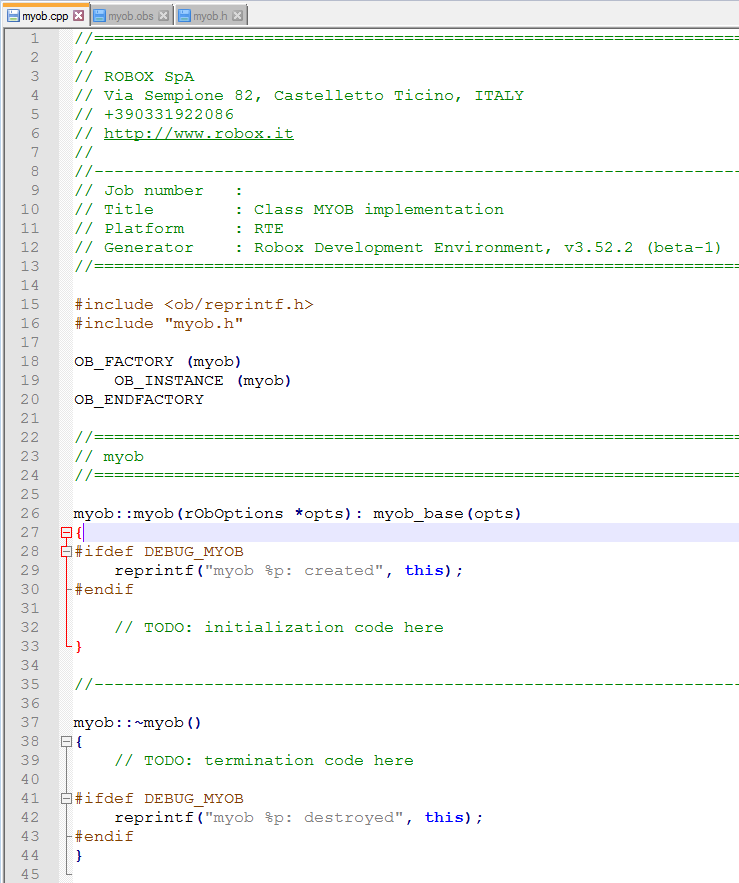 myob.cpp myob.obs myob.h
1 //================================================================
2 //
3 // ROBOX SpA
4 // Via Sempione 82, Castelletto Ticino, ITALY
5 // +390331922086
6 // http://www.robox.it
7 //
8 //----------------------------------------------------------------
9 // Job number   :
10 // Title        : Class MYOB implementation
11 // Platform     : RTE
12 // Generator    : Robox Development Environment, v3.52.2 (beta-1)
13 //================================================================
14
15 #include <ob/reprintf.h>
16 #include "myob.h"
17
18 OB_FACTORY (myob)
19     OB_INSTANCE (myob)
20 OB_ENDFACTORY
21
22 //================================================================
23 // myob
24 //================================================================
25
26 myob::myob(rObOptions *opts): myob_base(opts)
27 {
28 #ifdef DEBUG_MYOB
29     reprintf("myob %p: created", this);
30 #endif
31
32     // TODO: initialization code here
33 }
34
35 //----------------------------------------------------------------
36
37 myob::~myob()
38 {
39     // TODO: termination code here
40
41 #ifdef DEBUG_MYOB
42     reprintf("myob %p: destroyed", this);
43 #endif
44 }
45